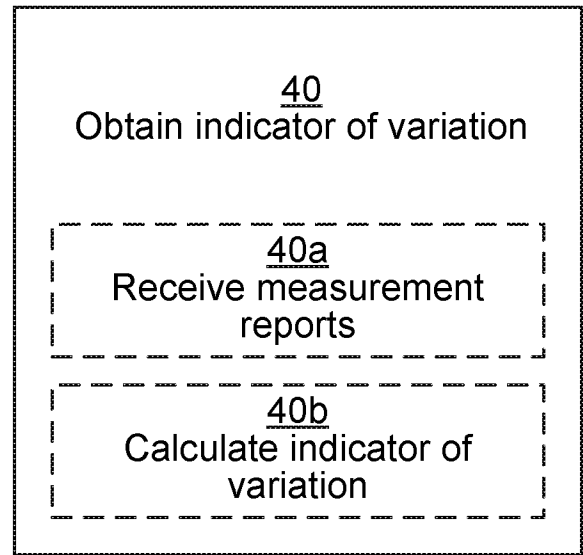 40
Obtain indicator of variation
40a
Receive measurement
reports
40b
Calculate indicator of
variation